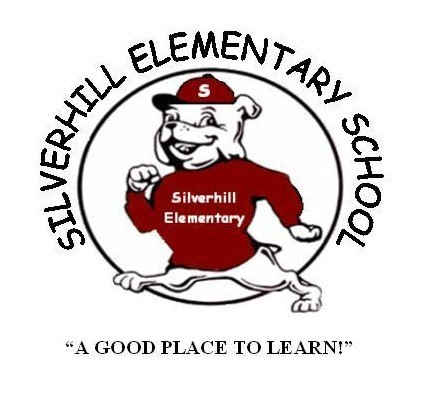 SILVERHILL ELEMENTARY SCHOOL
S
Silverhill
Elementary
“A GOOD PLACE TO LEARN!”